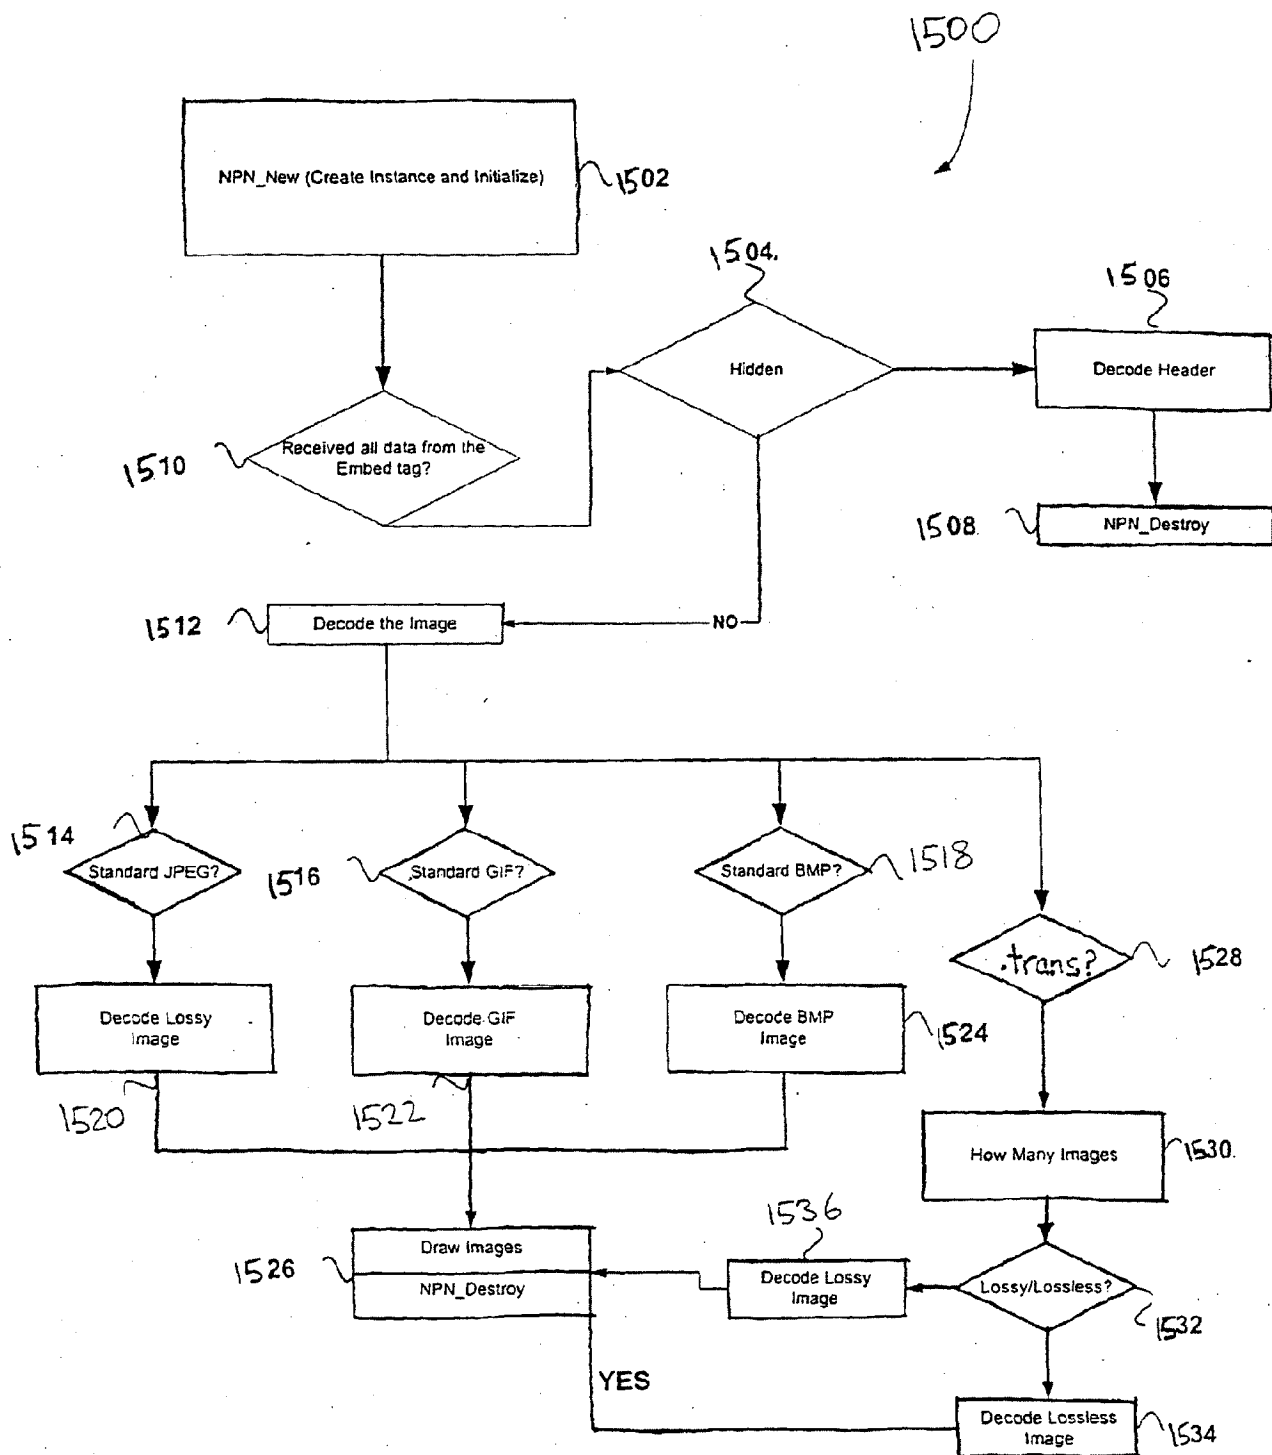 1500
NPN_New (Create Instance and Initialize)
1502
1504.
1506
Hidden
Decode Header
Received all data from the
Embed tag?
1510
1508.
NPN_Destroy
1512
Decode the Image
NO
1514
Standard JPEG?
1516
Standard GIF?
Standard BMP?
1518
.trans?
1528
Decode Lossy
Image
Decode GIF
Image
Decode BMP
Image
1524
1520
1522
How Many Images
1530.
1536
Draw Images
1526
NPN_Destroy
Decode Lossy
Image
Lossy/Lossless?
1532
YES
Decode Lossless
Image
1534